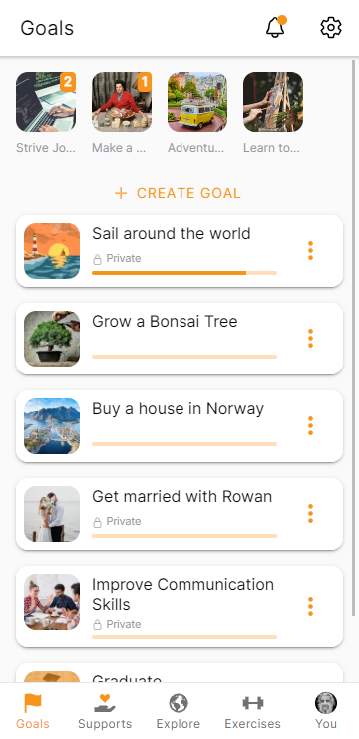 Goals
2
1
Strive Jo...
Make a ...
Adventu...
Learn to...
+ CREATE GOAL
Sail around the world
Private
Grow a Bonsai Tree
Buy a house in Norway
Get married with Rowan
Private
Improve Communication
Skills
Private
Graduate
Goals
Supports
Explore
Exercises
You